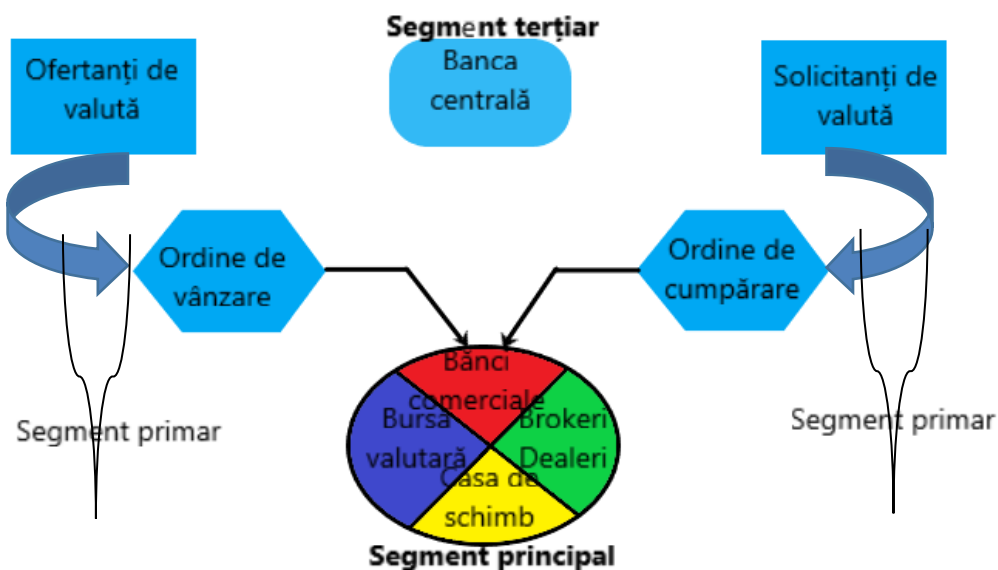 Segment terțiar
Ofertanți de
valută
Banca
centrală
Solicitanți de
valută
Ordine de
vânzare
Ordine de
cumpărare
Bănci
comerciale
Bursa
valutară
Brokeri
Dealeri
Casa de
schimb
Segment primar
Segment primar
Segment principal